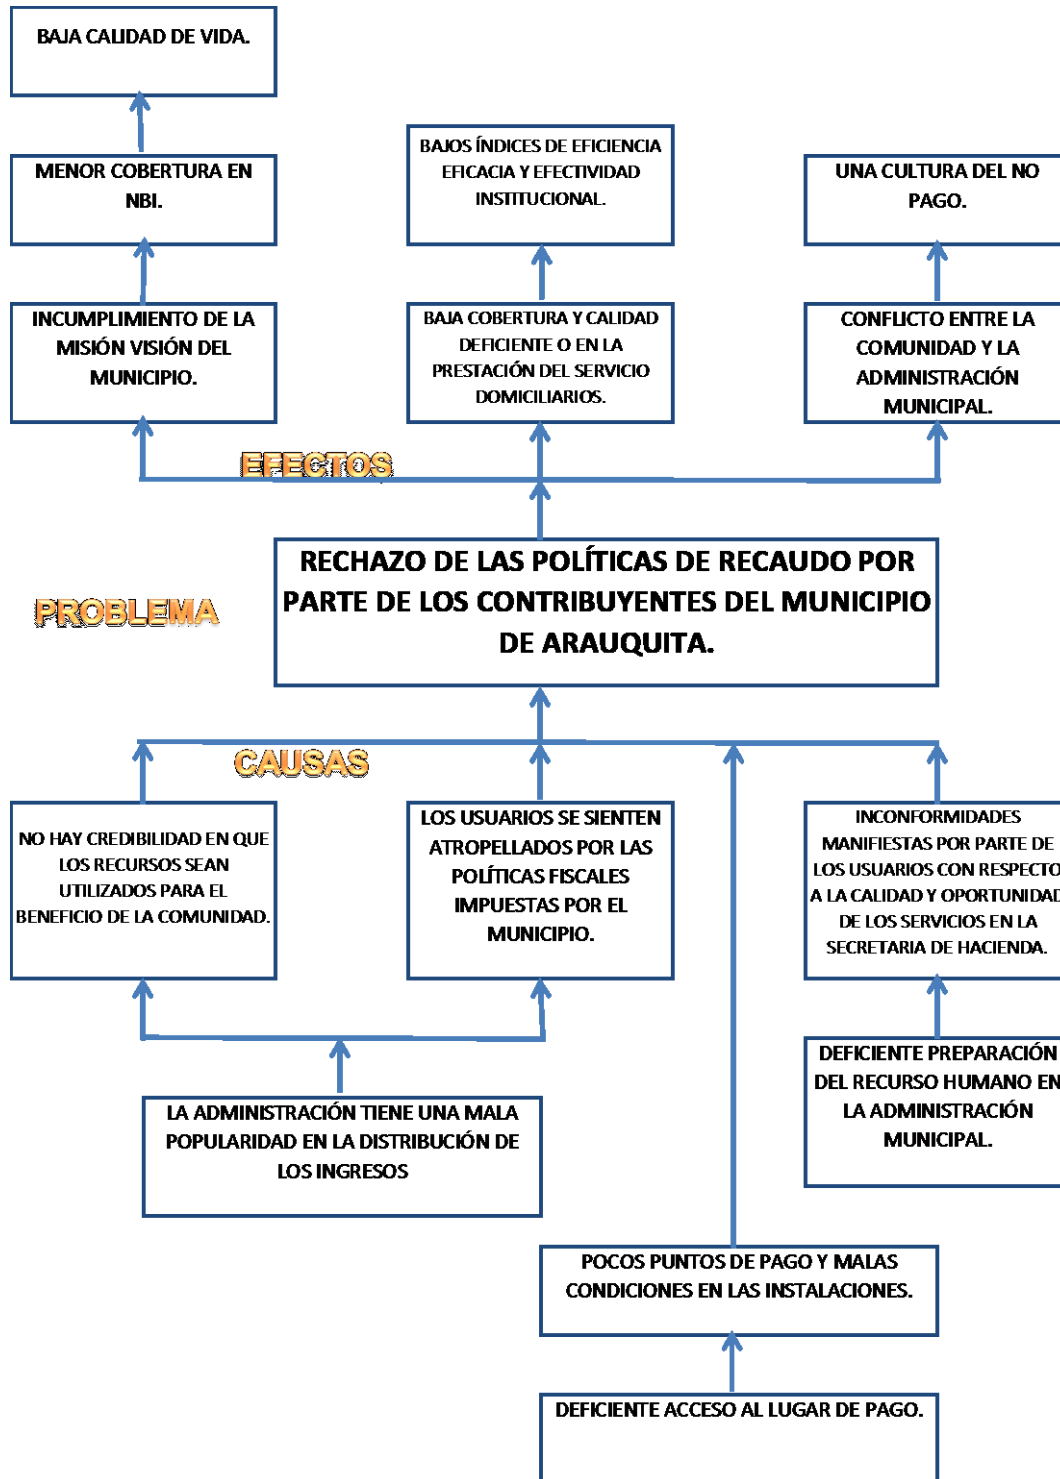 BAJA CALIDAD DE VIDA.
MENOR COBERTURA EN
NBI.
BAJOS ÍNDICES DE EFICIENCIA
EFICACIA Y EFECTIVIDAD
INSTITUCIONAL.
UNA CULTURA DEL NO
PAGO.
INCUMPLIMIENTO DE LA
MISIÓN VISIÓN DEL
MUNICIPIO.
BAJA COBERTURA Y CALIDAD
DEFICIENTE O EN LA
PRESTACIÓN DEL SERVICIO
DOMICILIARIOS.
CONFLICTO ENTRE LA
COMUNIDAD Y LA
ADMINISTRACIÓN
MUNICIPAL.
EFECTOS
RECHAZO DE LAS POLÍTICAS DE RECAUDO POR
PARTE DE LOS CONTRIBUYENTES DEL MUNICIPIO
DE ARAUQUITA.
PROBLEMA
CAUSAS
NO HAY CREDIBILIDAD EN QUE
LOS RECURSOS SEAN
UTILIZADOS PARA EL
BENEFICIO DE LA COMUNIDAD.
LOS USUARIOS SE SIENTEN
ATROPELLADOS POR LAS
POLÍTICAS FISCALES
IMPUESTAS POR EL
MUNICIPIO.
INCONFORMIDADES
MANIFIESTAS POR PARTE DE
LOS USUARIOS CON RESPECTO
A LA CALIDAD Y OPORTUNIDAD
DE LOS SERVICIOS EN LA
SECRETARIA DE HACIENDA.
DEFICIENTE PREPARACIÓN
DEL RECURSO HUMANO EN
LA ADMINISTRACIÓN
MUNICIPAL.
LA ADMINISTRACIÓN TIENE UNA MALA
POPULARIDAD EN LA DISTRIBUCIÓN DE
LOS INGRESOS
POCOS PUNTOS DE PAGO Y MALAS
CONDICIONES EN LAS INSTALACIONES.
DEFICIENTE ACCESO AL LUGAR DE PAGO.